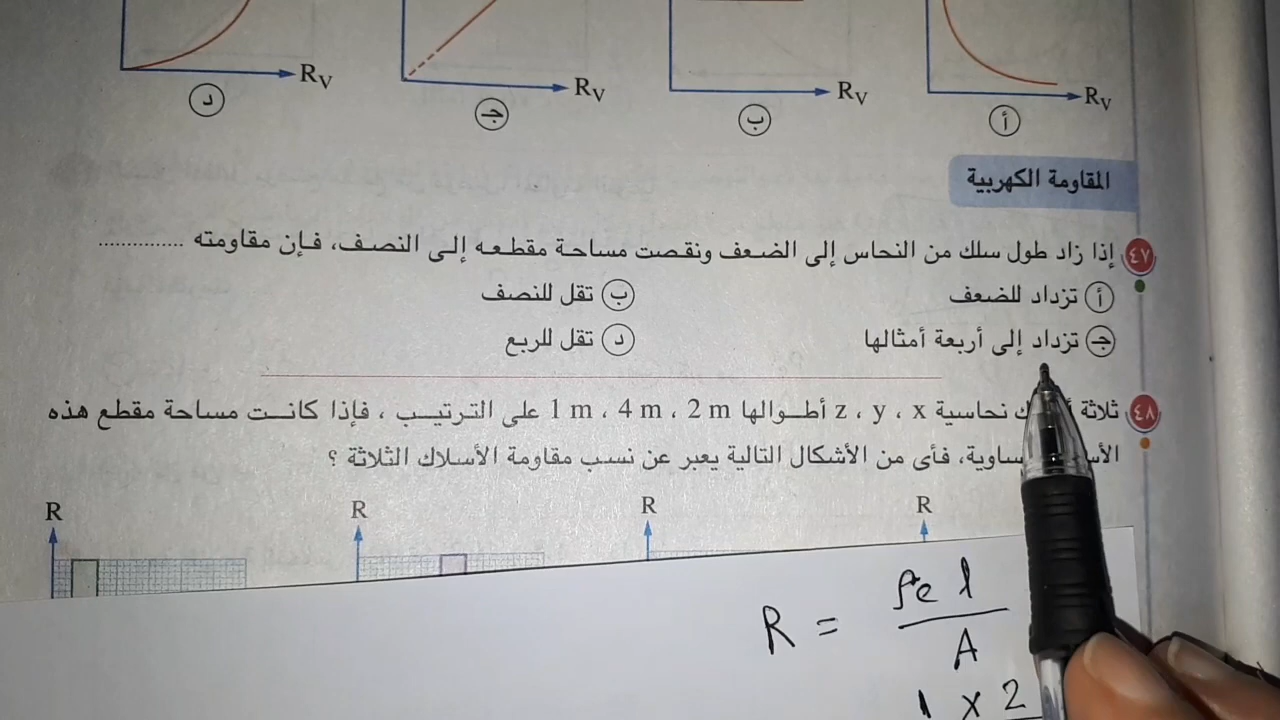 R_V
R_V
R_V
R_V
أ
ب
جـ
د
المقاومة الكهربية
٤٧ إذا زاد طول سلك من النحاس إلى الضعف ونقصت مساحة مقطعه إلى النصف، فإن مقاومته ...............
أ تزداد للضعف
ب تقل للنصف
جـ تزداد إلى أربعة أمثالها
د تقل للربع
٤٨ ثلاثة نحاسية z ، y ، x أطوالها 1 m ، 4 m ، 2 m على الترتيب ، فإذا كانت مساحة مقطع هذه
فأى من الأشكال التالية يعبر عن نسب مقاومة الأسلاك الثلاثة ؟
R
R
R
R
R = ρe l / A
1 x 2